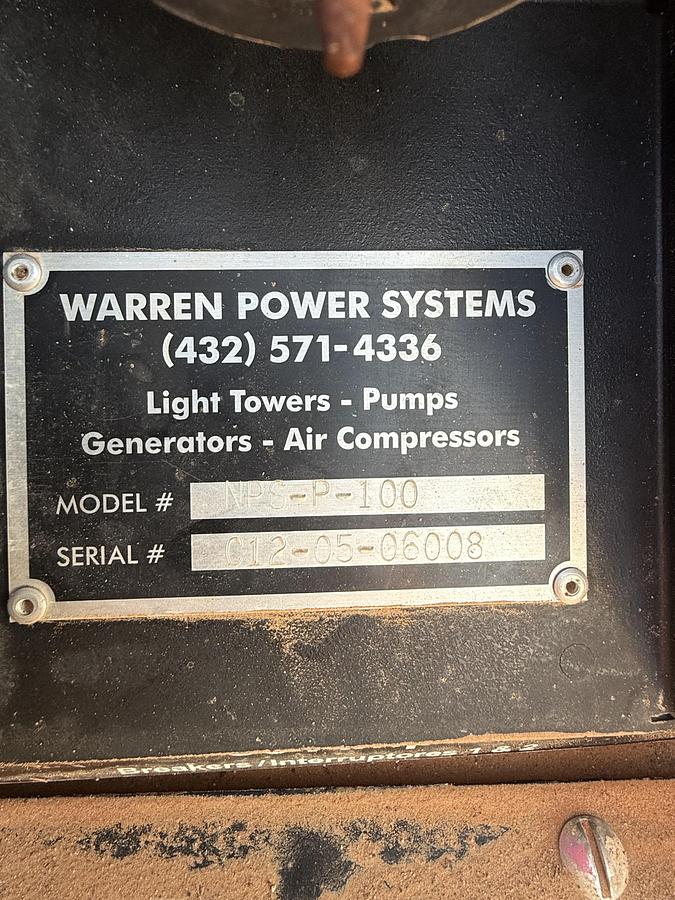 WARREN POWER SYSTEMS
(432) 571-4336
Light Towers - Pumps
Generators - Air Compressors
MODEL # NPS-P-100
SERIAL # C12-05-06008
Breakers/Interruptores 1 & 2